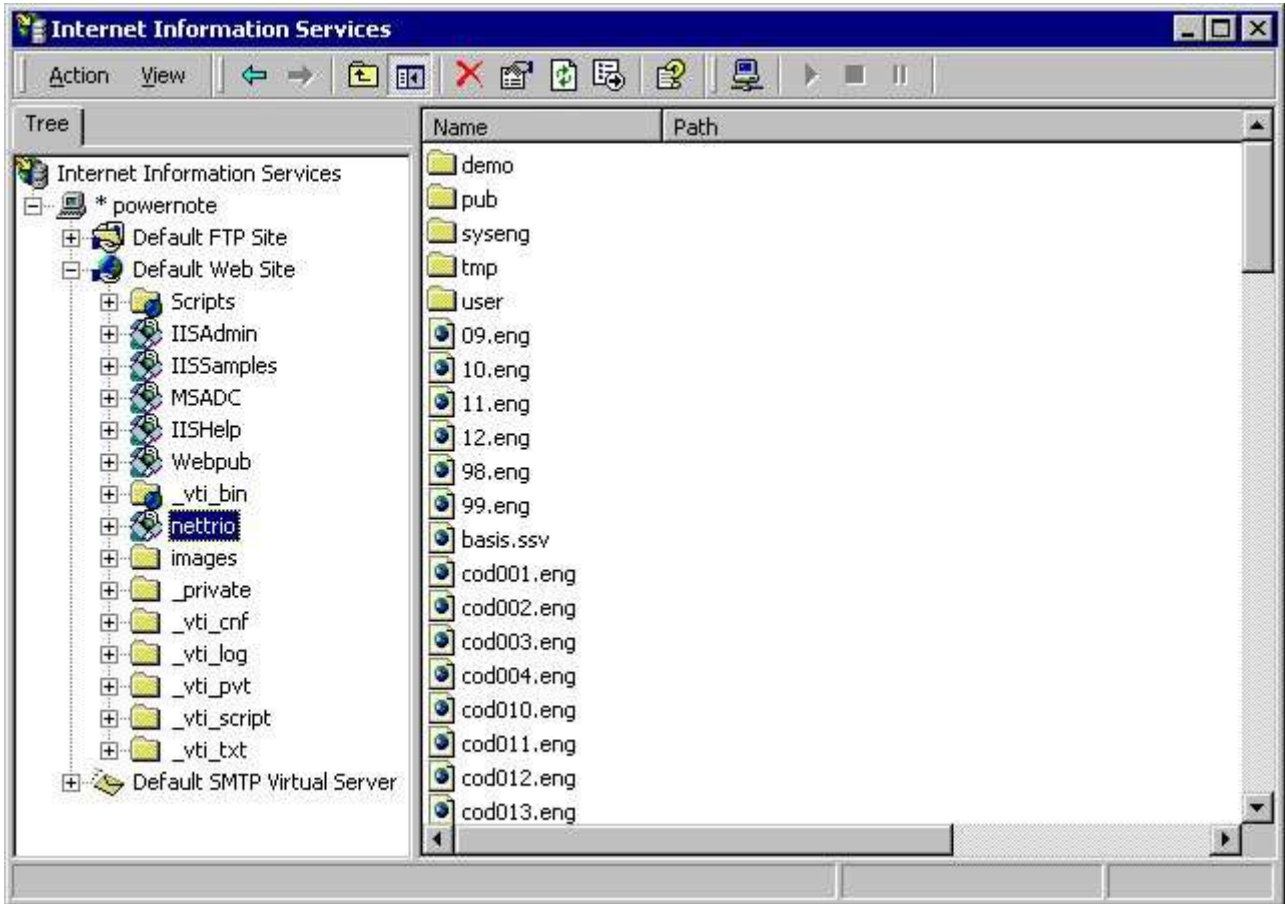 Internet Information Services
Action View
Tree
Internet Information Services
* powernote
Default FTP Site
Default Web Site
Scripts
IISAdmin
IISSamples
MSADC
IISHelp
Webpub
_vti_bin
nettrio
images
_private
_vti_cnf
_vti_log
_vti_pvt
_vti_script
_vti_txt
Default SMTP Virtual Server
Name Path
demo
pub
syseng
tmp
user
09.eng
10.eng
11.eng
12.eng
98.eng
99.eng
basis.ssv
cod001.eng
cod002.eng
cod003.eng
cod004.eng
cod010.eng
cod011.eng
cod012.eng
cod013.eng